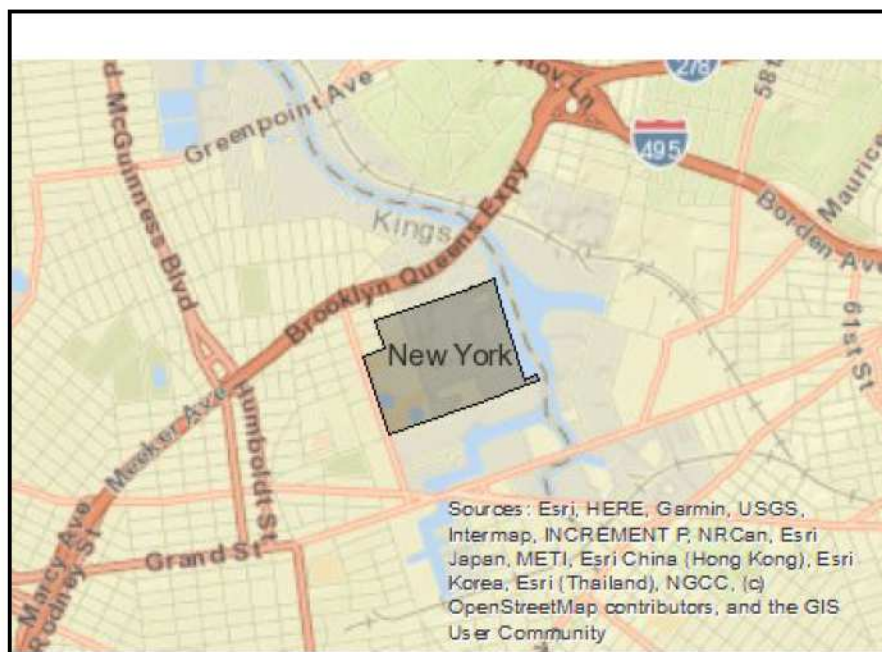 278
581
Greenpoint Ave
McGuinness Blvd
495
Maurice
Borden Ave
Kings
Brooklyn Queens Expy
61st St
New York
Meeker Ave
Humboldt St
Sources: Esri, HERE, Garmin, USGS,
Intermap, INCREMENT P, NRCan, Esri
Japan, METI, Esri China (Hong Kong), Esri
Korea, Esri (Thailand), NGCC, (c)
OpenStreetMap contributors, and the GIS
User Community
Grand St
Marcy Ave
Rodney St